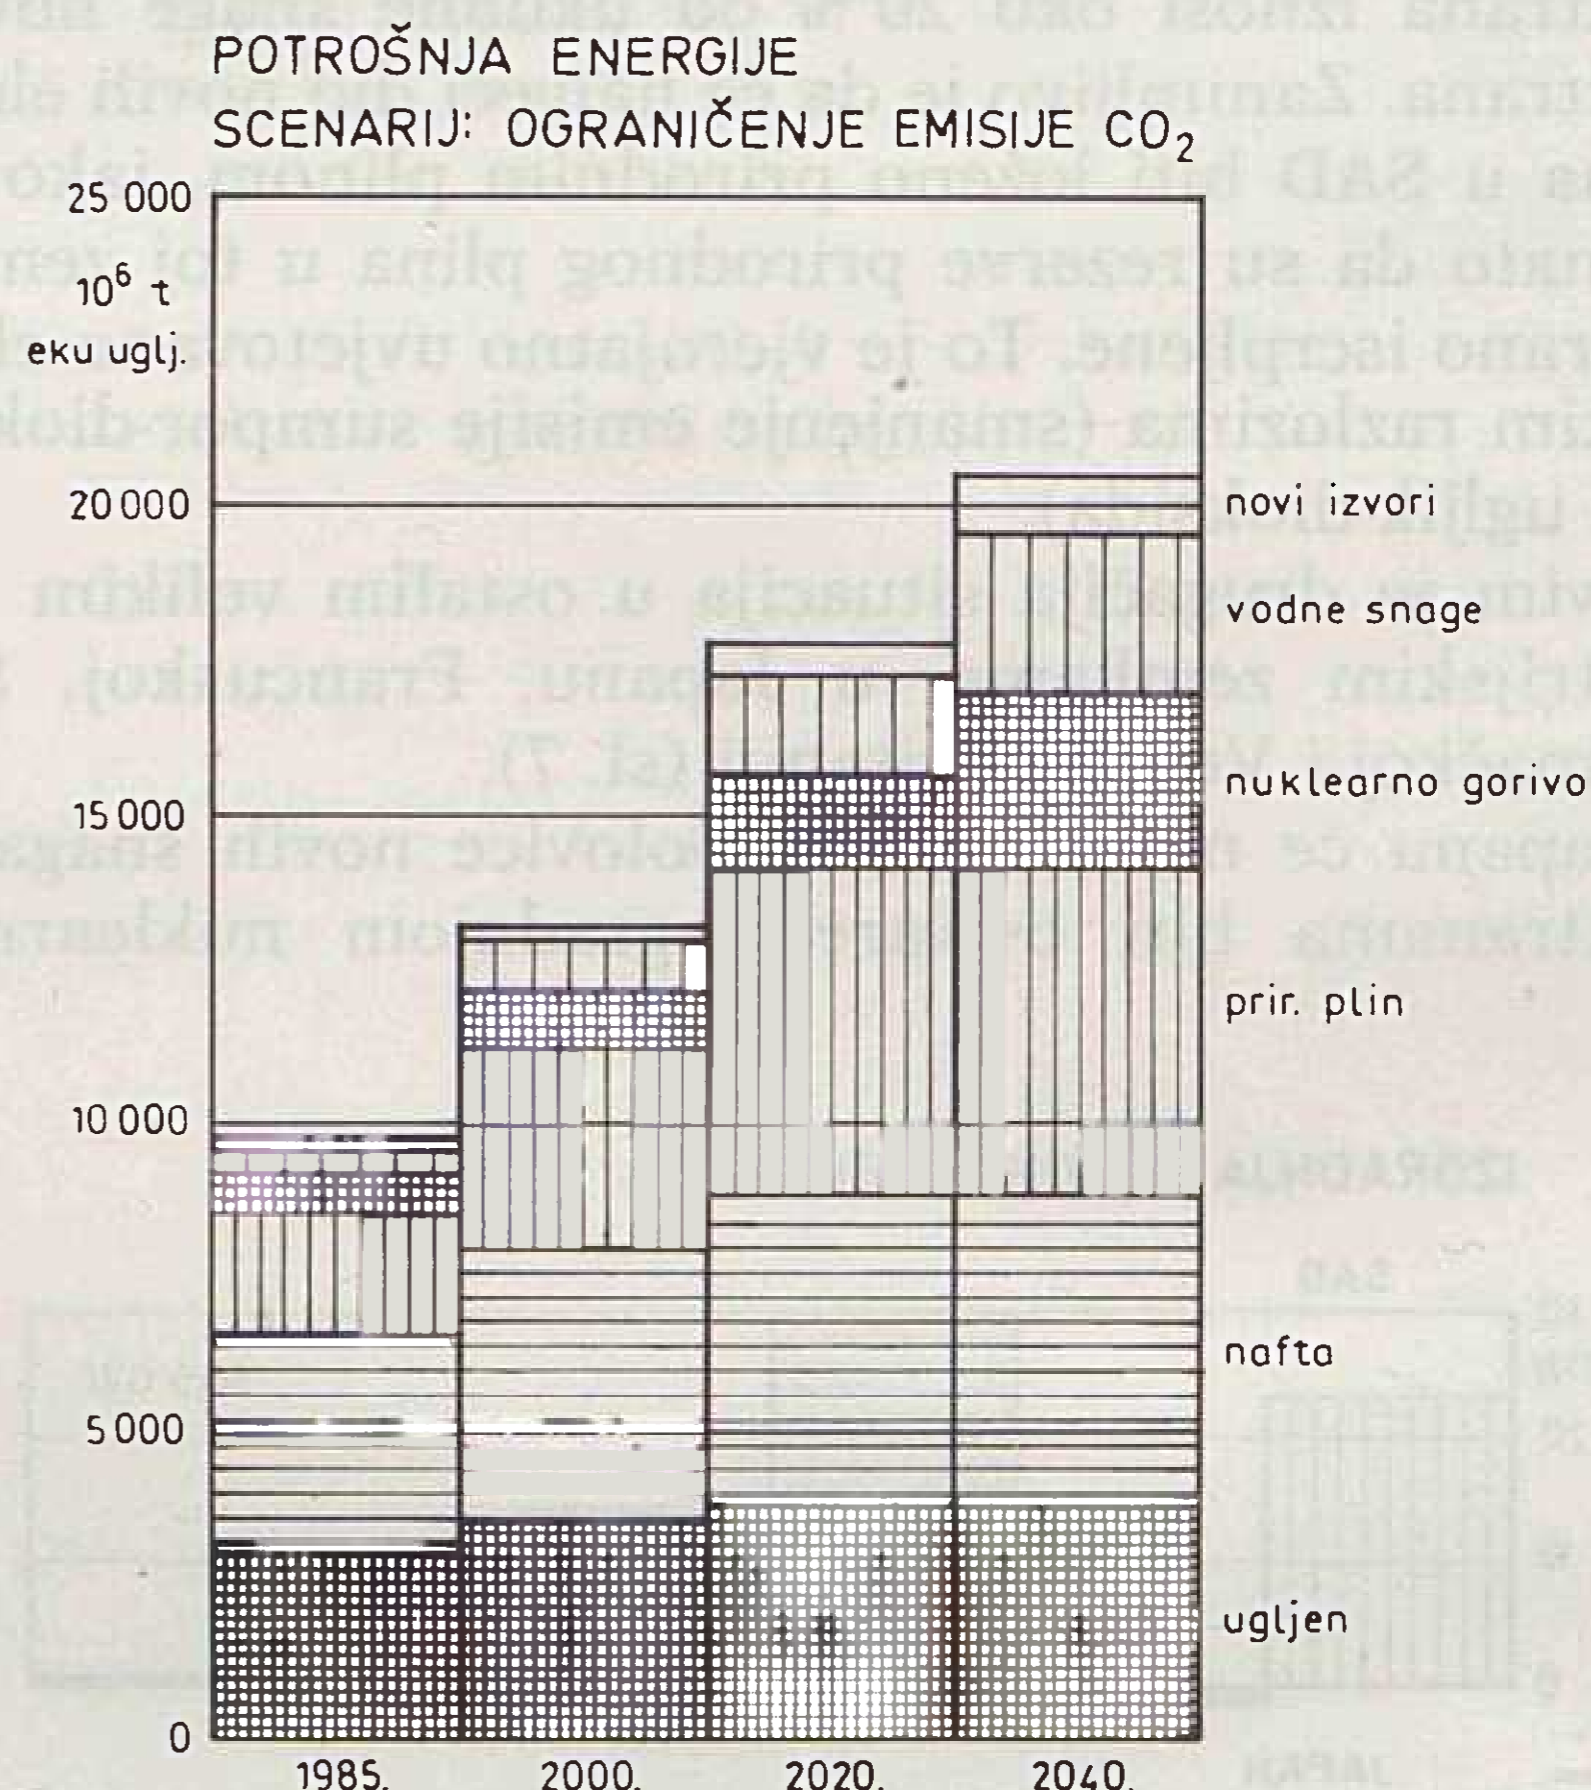 POTROŠNJA ENERGIJE
SCENARIJ: OGRANIČENJE EMISIJE CO₂
25 000
10⁶ t
eku uglj.
20 000
novi izvori
vodne snage
nuklearno gorivo
15 000
prir. plin
10 000
nafta
5 000
ugljen
0
1985. 2000. 2020. 2040.